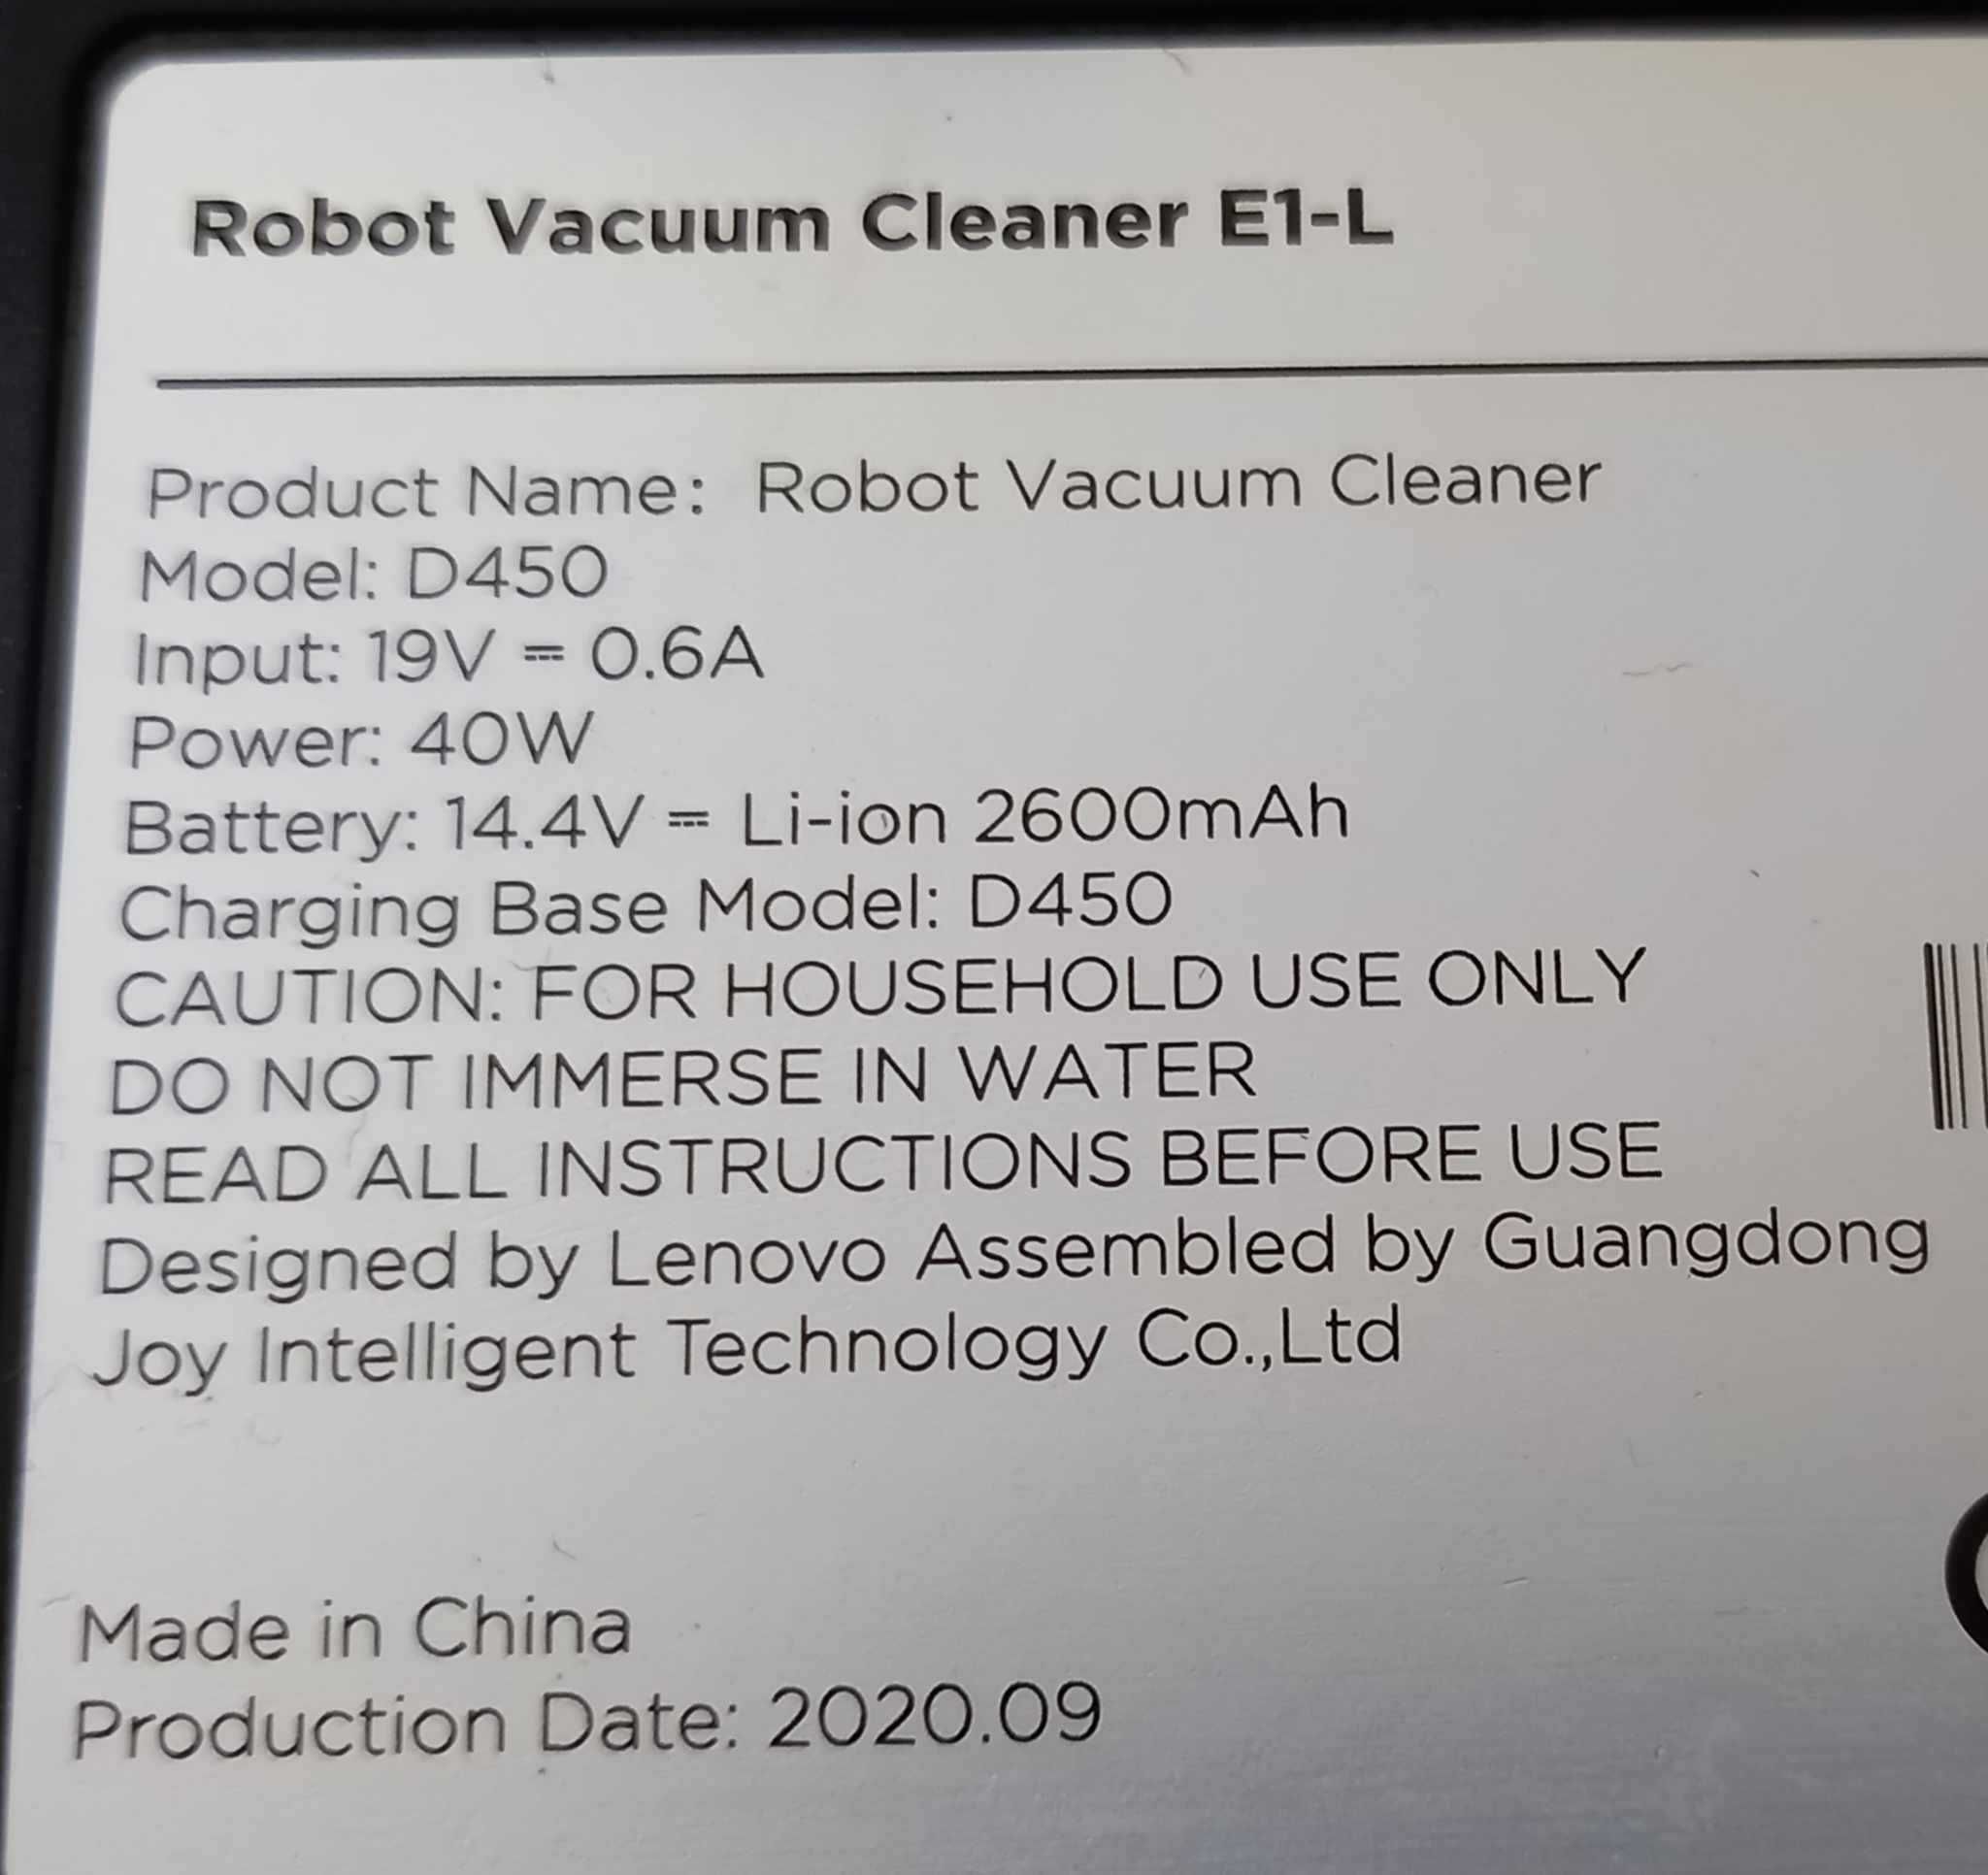 Robot Vacuum Cleaner E1-L
Product Name: Robot Vacuum Cleaner
Model: D450
Input: 19V ⎓ 0.6A
Power: 40W
Battery: 14.4V ⎓ Li-ion 2600mAh
Charging Base Model: D450
CAUTION: FOR HOUSEHOLD USE ONLY
DO NOT IMMERSE IN WATER
READ ALL INSTRUCTIONS BEFORE USE
Designed by Lenovo Assembled by Guangdong
Joy Intelligent Technology Co.,Ltd
Made in China
Production Date: 2020.09